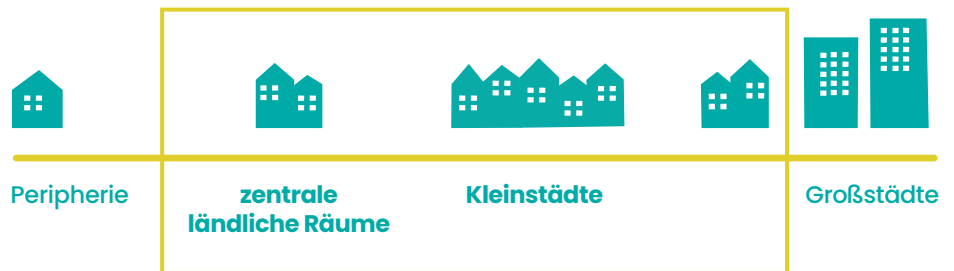 Peripherie
zentrale
ländliche Räume
Kleinstädte
Großstädte